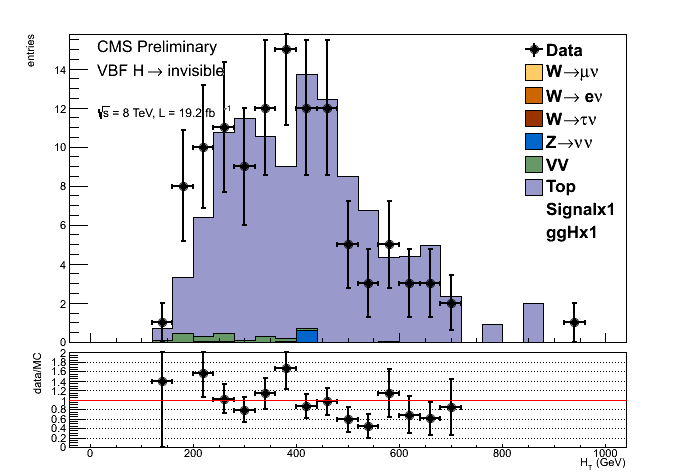 entries
CMS Preliminary
VBF H → invisible
√s = 8 TeV, L = 19.2 fb⁻¹
Data
W→μν
W→ eν
W→τν
Z→νν
VV
Top
Signalx1
ggHx1
14
12
10
8
6
4
2
0
data/MC
2
1.8
1.6
1.4
1.2
1
0.8
0.6
0.4
0.2
0
0 200 400 600 800 1000
H_T (GeV)